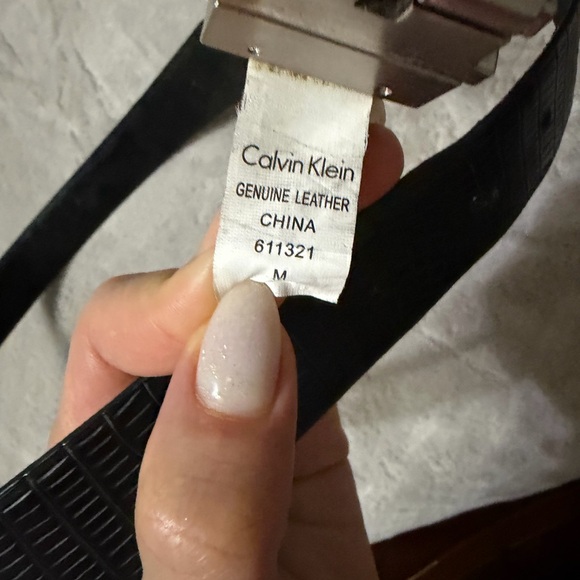 Calvin Klein
GENUINE LEATHER
CHINA
611321
M